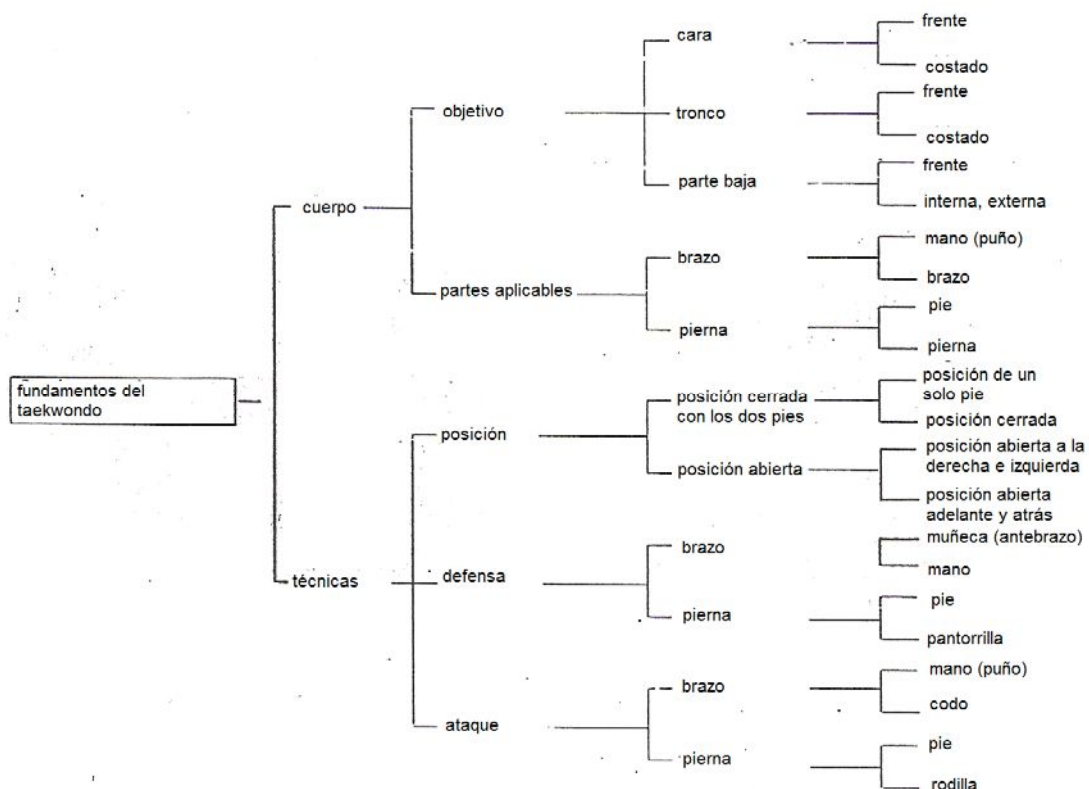 frente
cara
costado
frente
objetivo
tronco
costado
frente
parte baja
interna, externa
cuerpo
mano (puño)
brazo
brazo
partes aplicables
pie
pierna
pierna
fundamentos del
taekwondo
posición de un
solo pie
posición cerrada
con los dos pies
posición cerrada
posición
posición abierta a la
derecha e izquierda
posición abierta
posición abierta
adelante y atrás
muñeca (antebrazo)
brazo
mano
técnicas
defensa
pie
pierna
pantorrilla
mano (puño)
brazo
codo
ataque
pie
pierna
rodilla